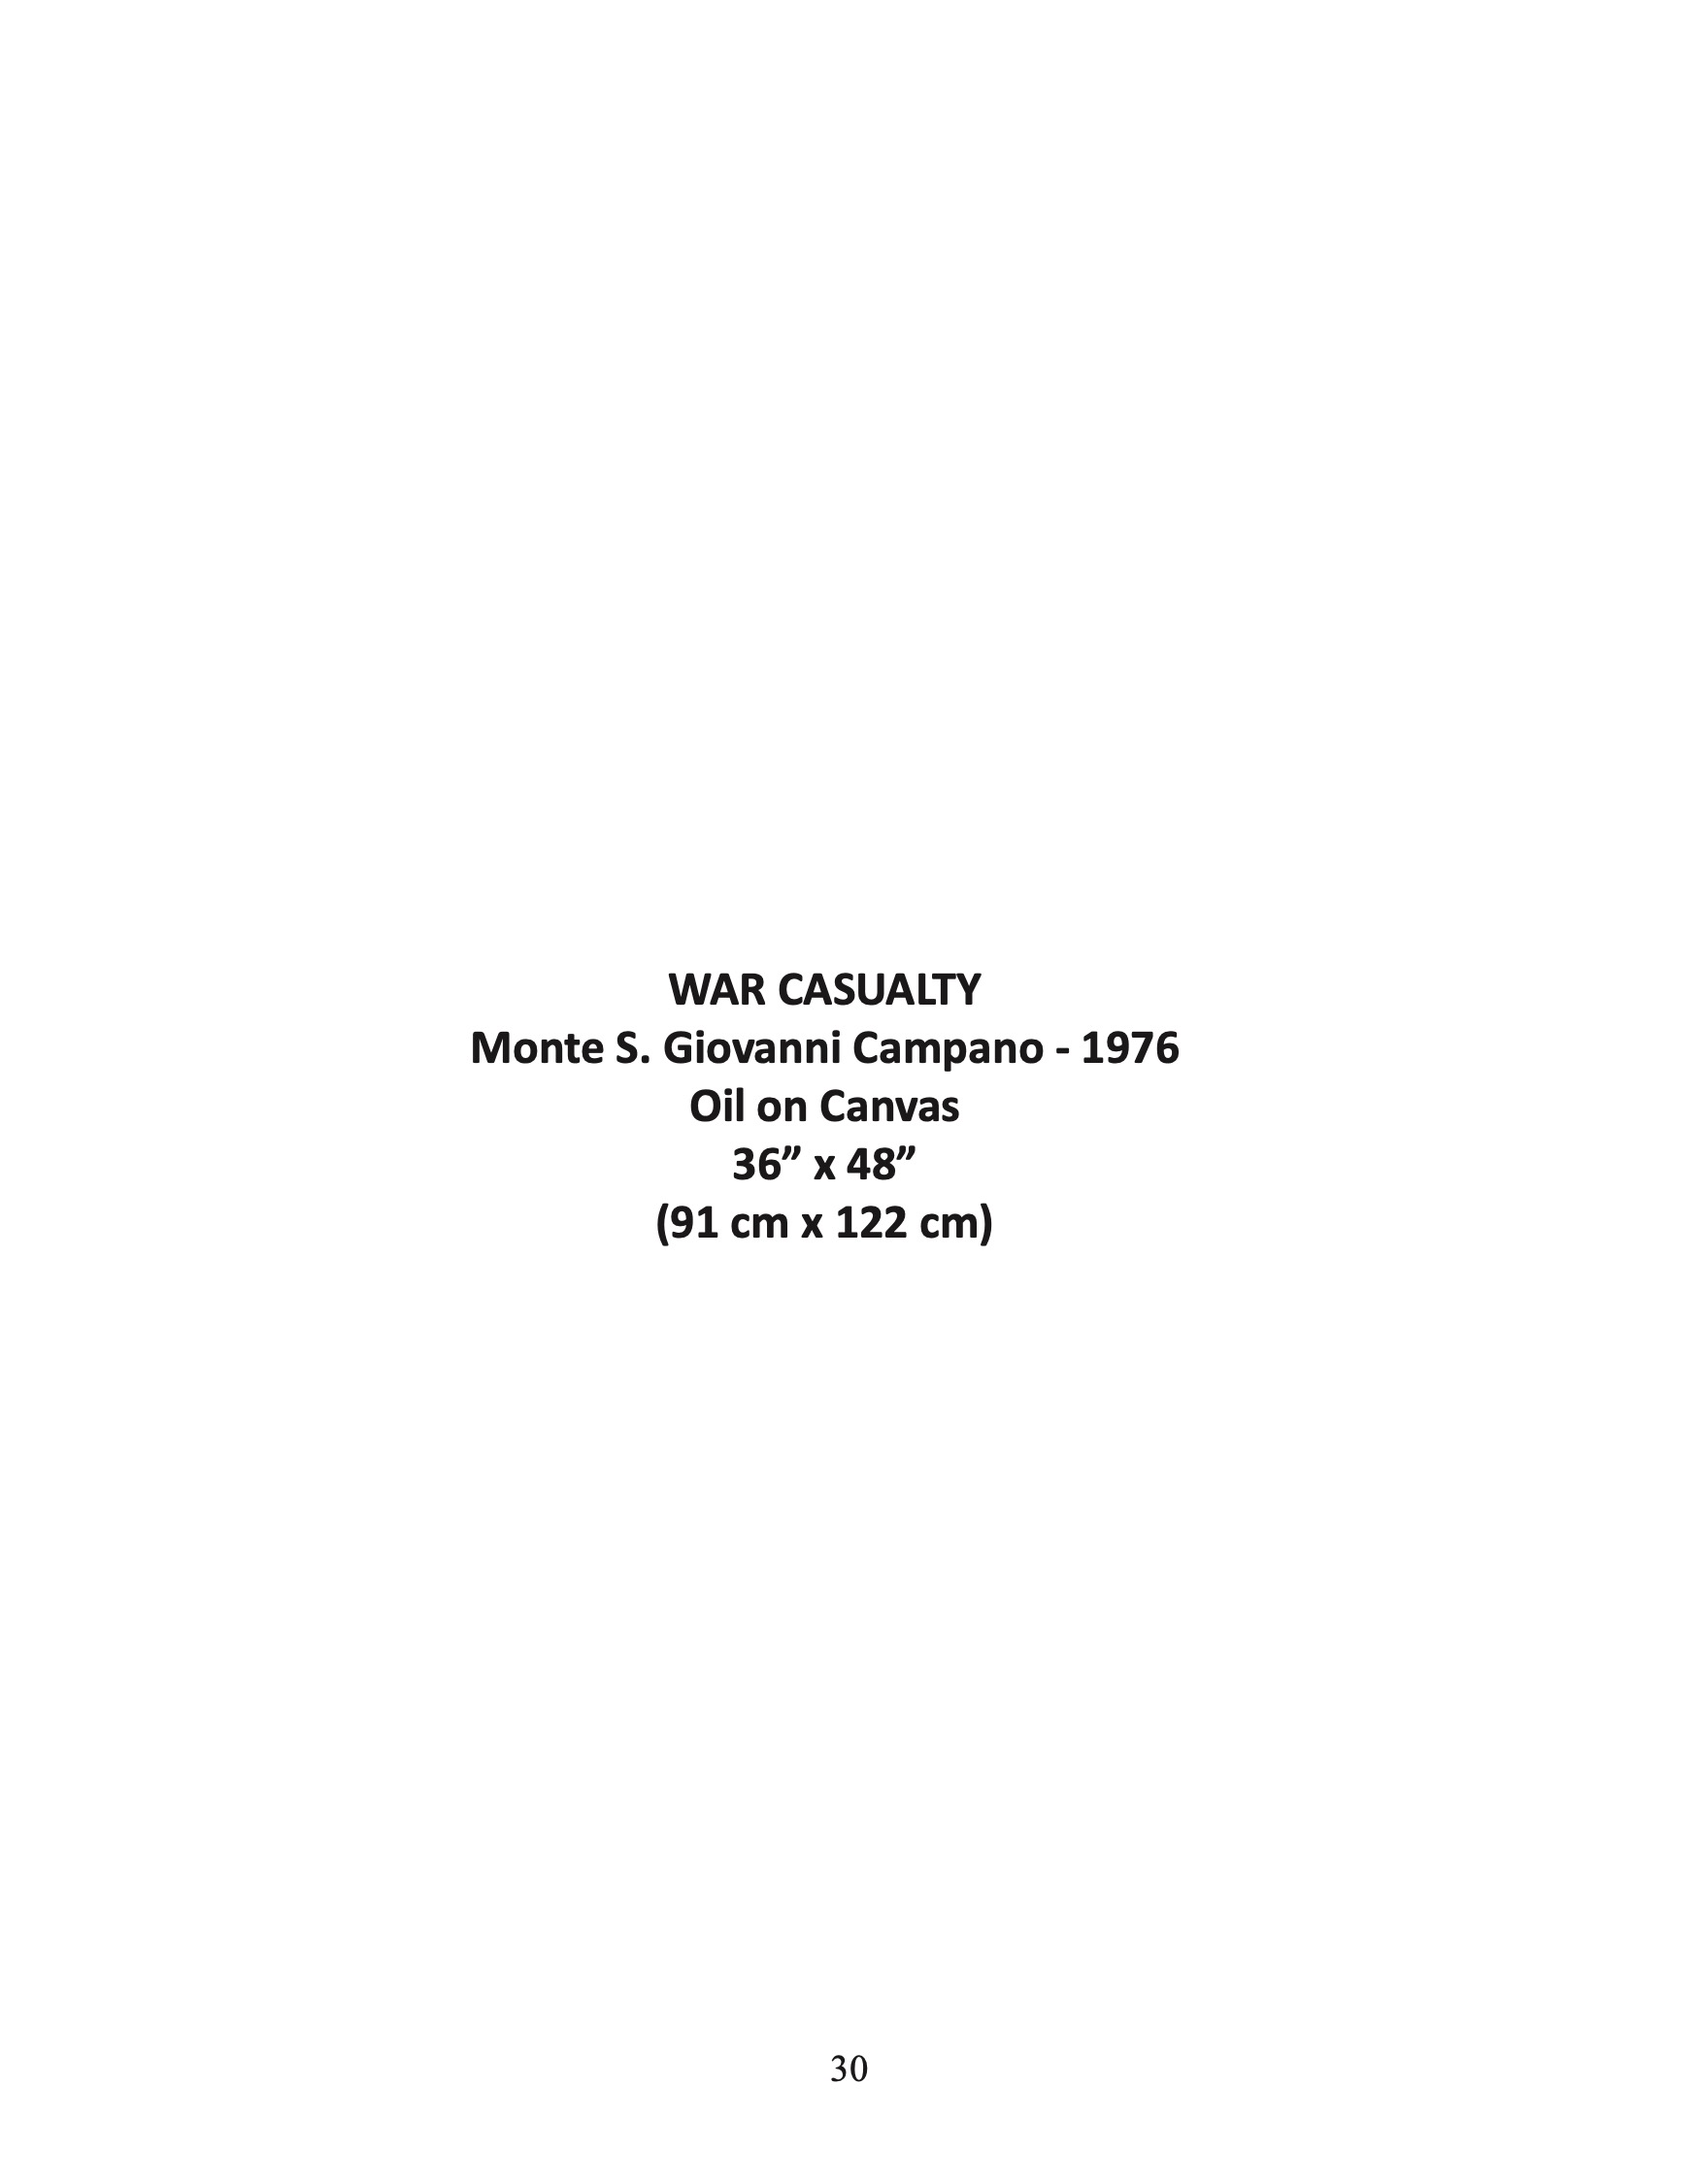 WAR CASUALTY
Monte S. Giovanni Campano - 1976
Oil on Canvas
36” x 48”
(91 cm x 122 cm)
30